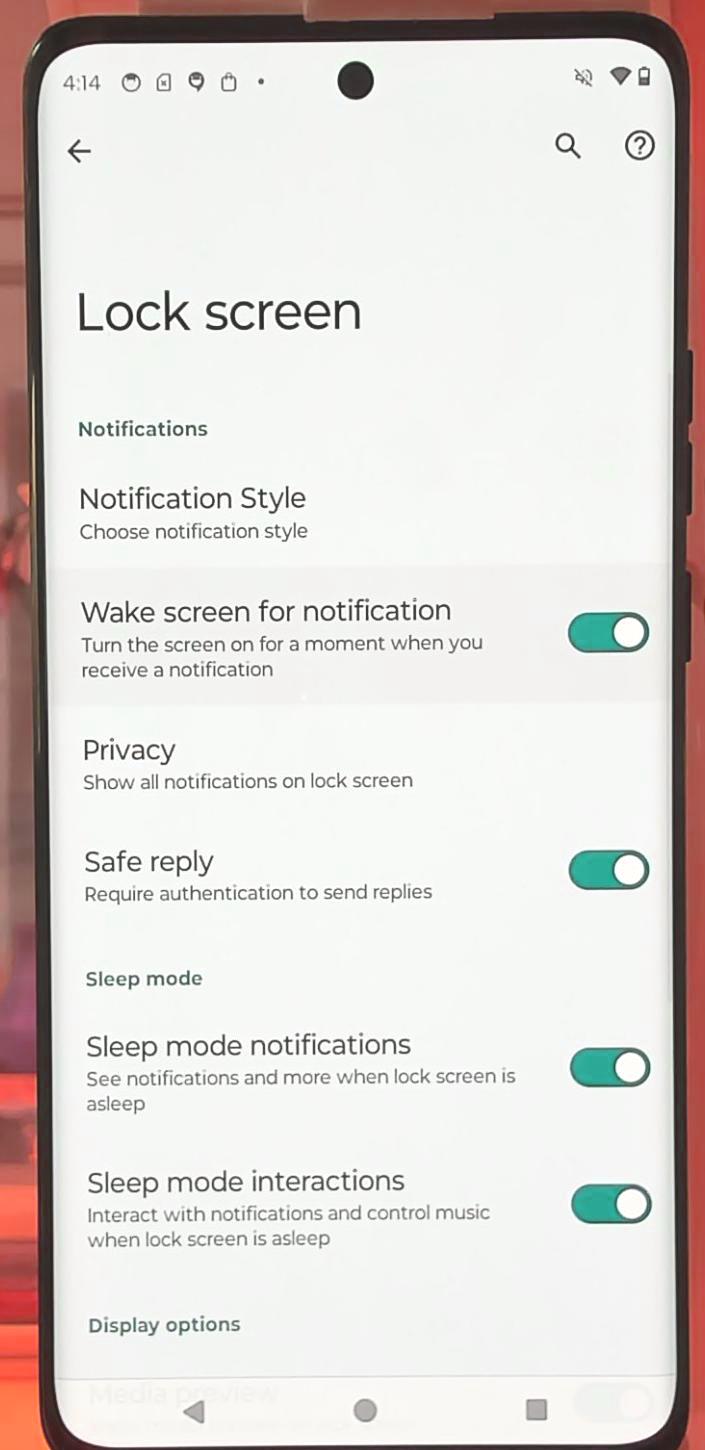 4:14
Lock screen
Notifications
Notification Style
Choose notification style
Wake screen for notification
Turn the screen on for a moment when you
receive a notification
Privacy
Show all notifications on lock screen
Safe reply
Require authentication to send replies
Sleep mode
Sleep mode notifications
See notifications and more when lock screen is
asleep
Sleep mode interactions
Interact with notifications and control music
when lock screen is asleep
Display options
Media preview